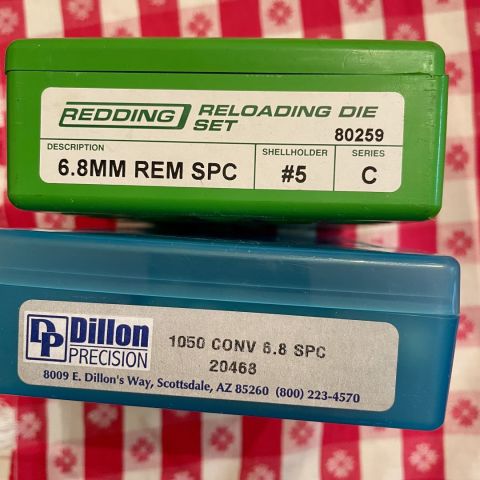 REDDING RELOADING DIE
SET
80259
DESCRIPTION SHELLHOLDER SERIES
6.8MM REM SPC #5 C
DP Dillon
PRECISION
1050 CONV 6.8 SPC
20468
8009 E. Dillon's Way, Scottsdale, AZ 85260 (800) 223-4570